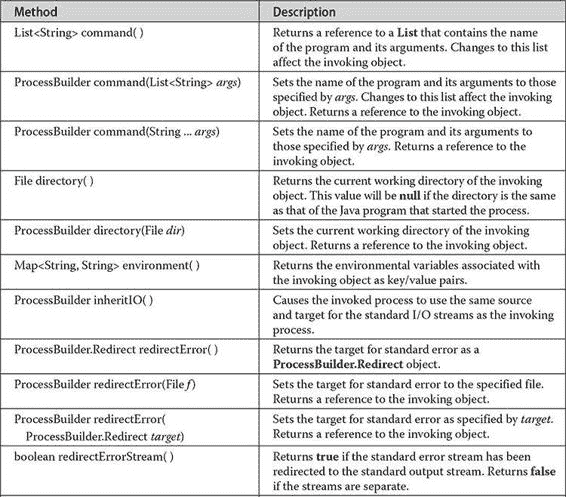 Method Description
List<String> command( ) Returns a reference to a List that contains the name
of the program and its arguments. Changes to this list
affect the invoking object.
ProcessBuilder command(List<String> args) Sets the name of the program and its arguments to those
specified by args. Changes to this list affect the invoking
object. Returns a reference to the invoking object.
ProcessBuilder command(String ... args) Sets the name of the program and its arguments to
those specified by args. Returns a reference to the
invoking object.
File directory( ) Returns the current working directory of the invoking
object. This value will be null if the directory is the same
as that of the Java program that started the process.
ProcessBuilder directory(File dir) Sets the current working directory of the invoking
object. Returns a reference to the invoking object.
Map<String, String> environment( ) Returns the environmental variables associated with
the invoking object as key/value pairs.
ProcessBuilder inheritIO( ) Causes the invoked process to use the same source
and target for the standard I/O streams as the invoking
process.
ProcessBuilder.Redirect redirectError( ) Returns the target for standard error as a
ProcessBuilder.Redirect object.
ProcessBuilder redirectError(File f) Sets the target for standard error to the specified file.
Returns a reference to the invoking object.
ProcessBuilder redirectError( Sets the target for standard error as specified by target.
ProcessBuilder.Redirect target) Returns a reference to the invoking object.
boolean redirectErrorStream( ) Returns true if the standard error stream has been
redirected to the standard output stream. Returns false
if the streams are separate.